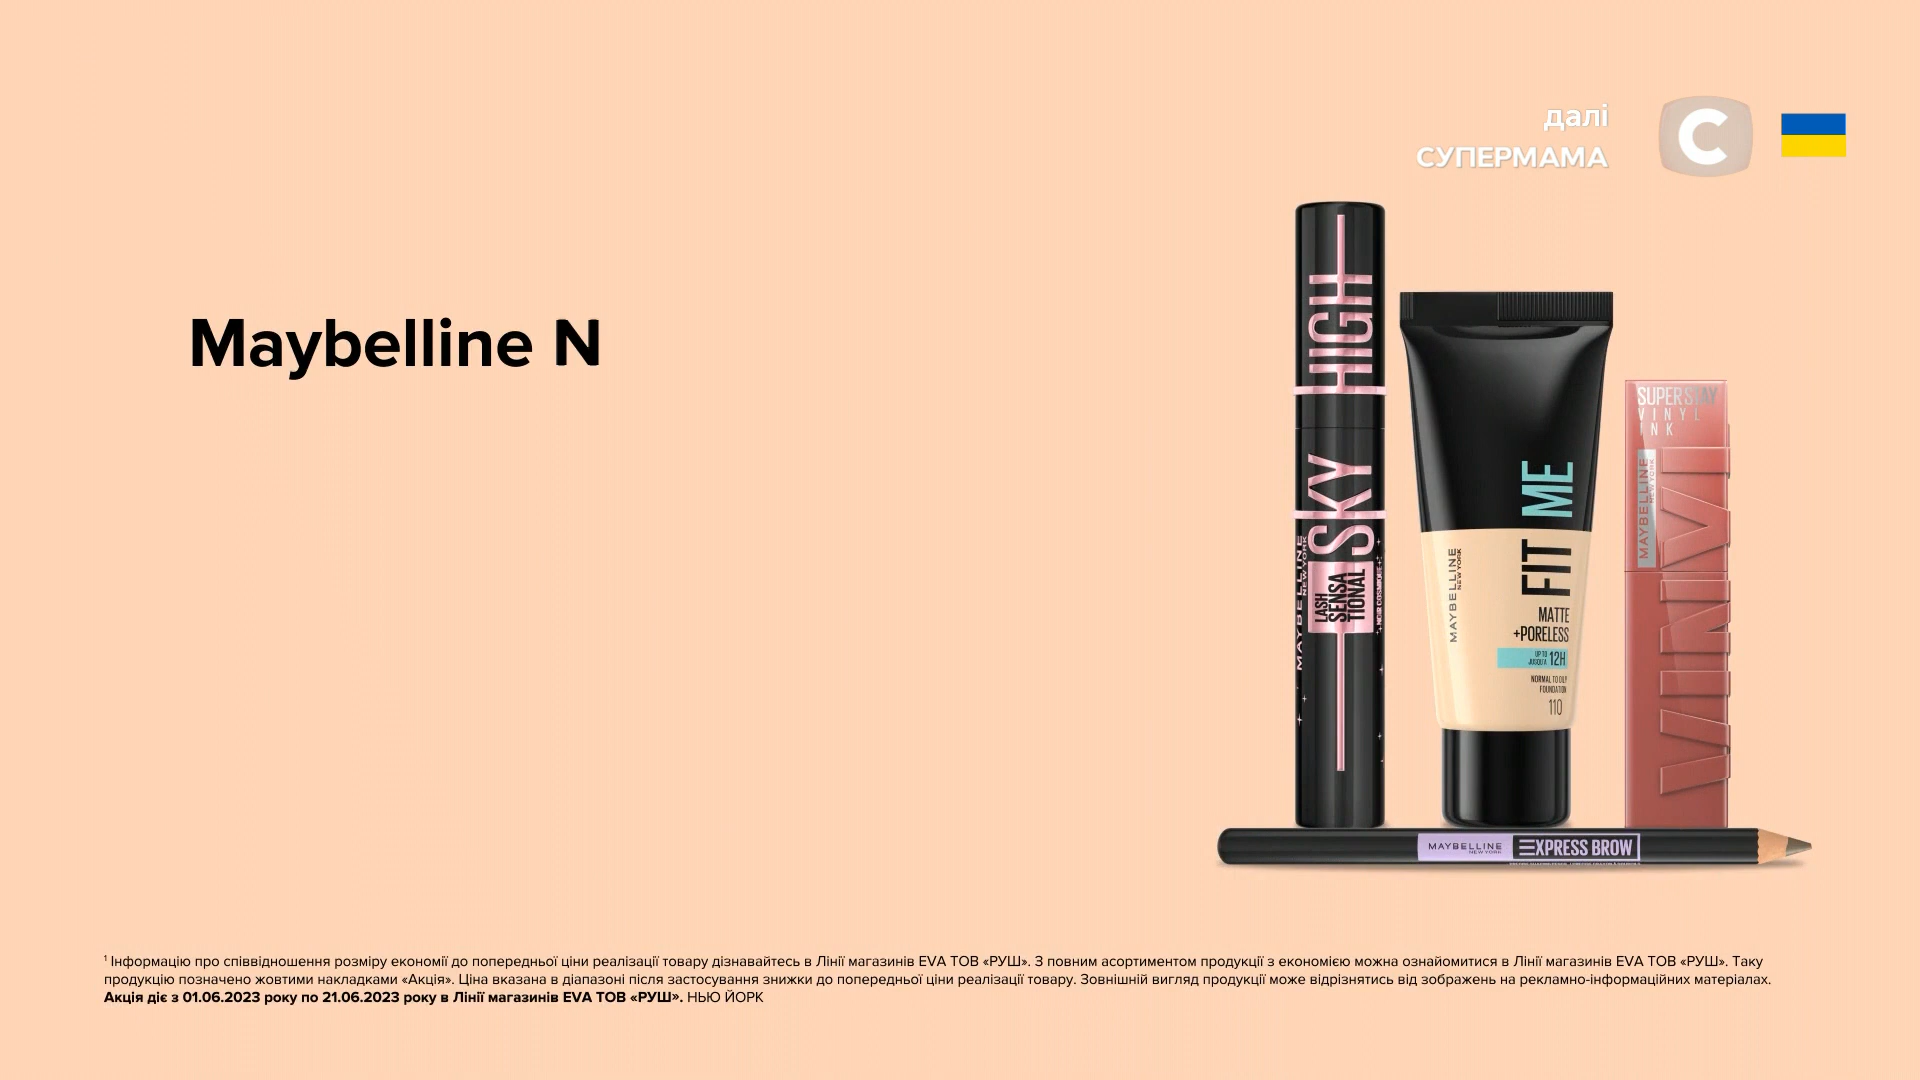 далі
СУПЕРМАМА
C
Maybelline N
SKY HIGH
LASH
SENSA
TIONAL
MAYBELLINE
NEW YORK
FIT ME
MAYBELLINE
NEW YORK
MATTE
+PORELESS
UP TO
JUSQU'À 12H
NORMAL TO OILY
FOUNDATION
110
SUPERSTAY
VINYL
INK
MAYBELLINE
NEW YORK
VINYL
MAYBELLINE
NEW YORK
EXPRESS BROW
¹ Інформацію про співвідношення розміру економії до попередньої ціни реалізації товару дізнавайтесь в Лінії магазинів EVA ТОВ «РУШ». З повним асортиментом продукції з економією можна ознайомитися в Лінії магазинів EVA ТОВ «РУШ». Таку
продукцію позначено жовтими накладками «Акція». Ціна вказана в діапазоні після застосування знижки до попередньої ціни реалізації товару. Зовнішній вигляд продукції може відрізнятись від зображень на рекламно-інформаційних матеріалах.
Акція діє з 01.06.2023 року по 21.06.2023 року в Лінії магазинів EVA ТОВ «РУШ». НЬЮ ЙОРК